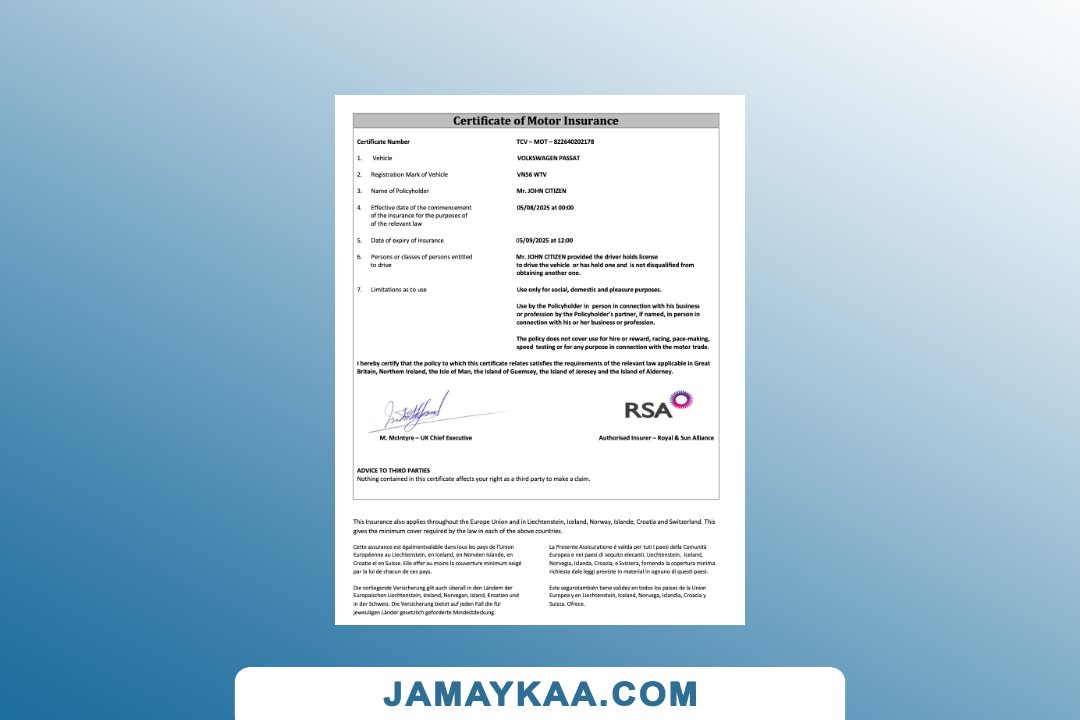 Certificate of Motor Insurance
Certificate Number TCV – MOT – 822640202178
1. Vehicle VOLKSWAGEN PASSAT
2. Registration Mark of Vehicle VN56 WTV
3. Name of Policyholder Mr. JOHN CITIZEN
4. Effective date of the commencement 05/08/2025 at 00:00
of the insurance for the purposes of
of the relevant law
5. Date of expiry of insurance 05/09/2025 at 12:00
6. Persons or classes of persons entitled Mr. JOHN CITIZEN provided the driver holds license
to drive to drive the vehicle or has held one and is not disqualified from
obtaining another one.
7. Limitations as to use Use only for social, domestic and pleasure purposes.
Use by the Policyholder in person in connection with his business
or profession by the Policyholder's partner, if named, in person in
connection with his or her business or profession.
The policy does not cover use for hire or reward, racing, pace-making,
speed testing or for any purpose in connection with the motor trade.
I hereby certify that the policy to which this certificate relates satisfies the requirements of the relevant law applicable in Great
Britain, Northern Ireland, the Isle of Man, the Island of Guernsey, the Island of Jeresey and the Island of Alderney.
RSA
M. McIntyre – UK Chief Executive Authorised Insurer – Royal & Sun Alliance
ADVICE TO THIRD PARTIES
Nothing contained in this certificate affects your right as a third party to make a claim.
This Insurance also applies throughout the Europe Union and in Liechtenstein, Iceland, Norway, Islande, Croatia and Switzerland. This
gives the minimum cover required by the law in each of the above countries.
Cette assurance est égalmentvalable dans lous les pays de l'Union
Européenne au Liechtenstein, en Iceland, en Norvéen Islande, en
Croatie el en Suisse. Elle offer au moins la couverture minimum exigé
par la loi de chacun de ces pays.
Die vorliegende Versicherung gilt auch überall in den Ländern der
Europaischen Liechtenstein, Iceland, Norvegan, Island, Kroatien und
in der Schweiz. Die Versicherung bietet auf jeden Fall die für
jeweuligen Länder gesetzlich geforderte Mindestdeckung.
La Presente Assicuratione é valida per tuti I paesi della Comunità
Europea e nei paesi di sequito elecanti, Liechtenstein, Iceland,
Norvegia, Islanda, Croazia, e Svizzera, fornendo la copertura minima
richiesta dale leggi previste in material in ognuno di questi paesi.
Este segurotambién tiene validez en todos los paises de la Union
Europea y en Liechtenstein, Iceland, Noruega, Islandia, Croacia y
Suizza. Ofrece.
JAMAYKAA.COM